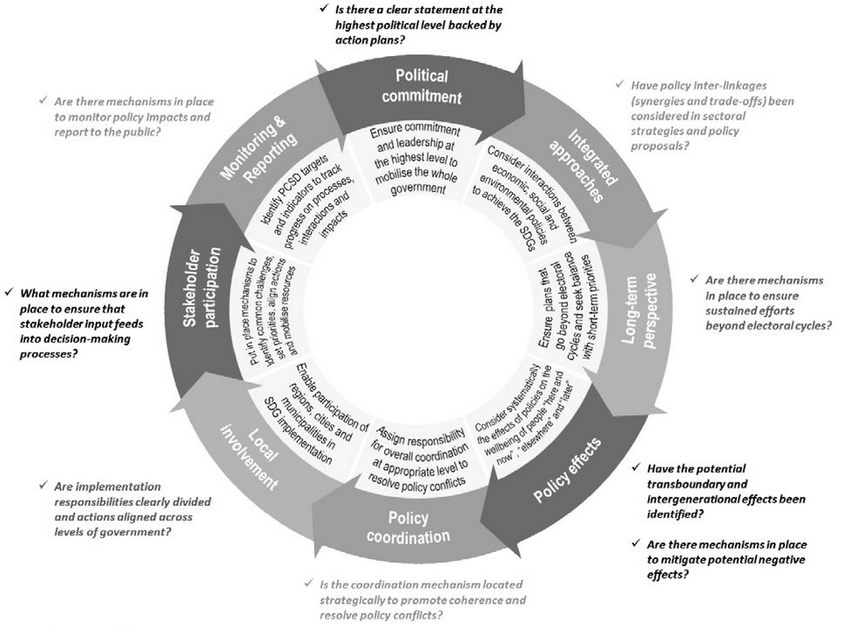 ✓ Is there a clear statement at the
highest political level backed by
action plans?
Political
commitment
Ensure commitment
and leadership at
the highest level to
mobilise the whole
government
✓ Have policy inter-linkages
(synergies and trade-offs) been
considered in sectoral
strategies and policy
proposals?
Integrated
approaches
Consider interactions between
economic, social and
environmental policies
to achieve the SDGs
✓ Are there mechanisms
in place to ensure
sustained efforts
beyond electoral cycles?
Long-term
perspective
Ensure plans that
go beyond electoral
cycles and seek balance
with short-term priorities
✓ Have the potential
transboundary and
intergenerational effects been
identified?
✓ Are there mechanisms in place
to mitigate potential negative
effects?
Policy effects
Consider systematically
the effects of policies on the
wellbeing of people "here and
now", "elsewhere" and "later"
Policy
coordination
Assign responsibility
for overall coordination
at appropriate level to
resolve policy conflicts
✓ Is the coordination mechanism located
strategically to promote coherence and
resolve policy conflicts?
Local
involvement
Enable participation of
regions, cities and
municipalities in
SDG implementation
✓ Are implementation
responsibilities clearly divided
and actions aligned across
levels of government?
Stakeholder
participation
Put in place mechanisms to
identify common challenges,
set priorities, align actions
and mobilise resources
✓ What mechanisms are in
place to ensure that
stakeholder input feeds
into decision-making
processes?
Monitoring &
Reporting
Identify PCSD targets
and indicators to track
progress on processes,
interactions and
impacts
✓ Are there mechanisms in place
to monitor policy impacts and
report to the public?